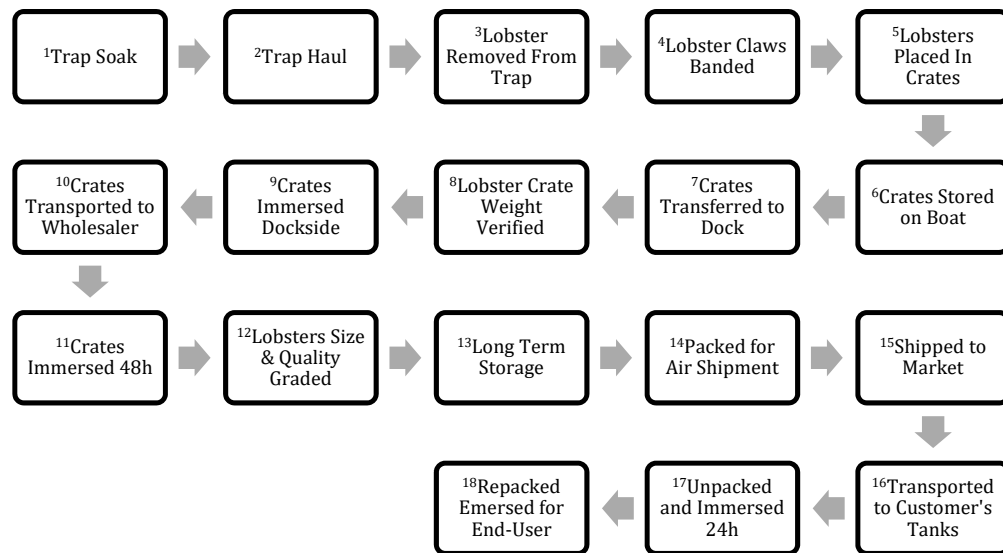 ¹Trap Soak
²Trap Haul
³Lobster
Removed From
Trap
⁴Lobster Claws
Banded
⁵Lobsters
Placed In
Crates
⁶Crates Stored
on Boat
⁷Crates
Transferred to
Dock
⁸Lobster Crate
Weight
Verified
⁹Crates
Immersed
Dockside
¹⁰Crates
Transported to
Wholesaler
¹¹Crates
Immersed 48h
¹²Lobsters Size
& Quality
Graded
¹³Long Term
Storage
¹⁴Packed for
Air Shipment
¹⁵Shipped to
Market
¹⁶Transported
to Customer's
Tanks
¹⁷Unpacked
and Immersed
24h
¹⁸Repacked
Emersed for
End-User